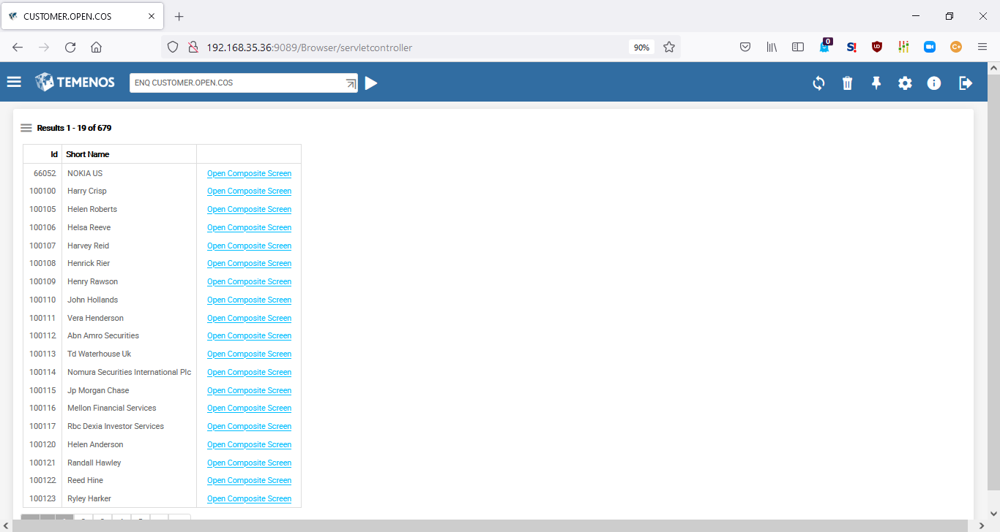 CUSTOMER.OPEN.COS
192.168.35.36:9089/Browser/servletcontroller
90%
0
S!
UD
C+
TEMENOS
ENQ CUSTOMER.OPEN.COS
Results 1 - 19 of 679
Id Short Name
66052 NOKIA US Open Composite Screen
100100 Harry Crisp Open Composite Screen
100105 Helen Roberts Open Composite Screen
100106 Helsa Reeve Open Composite Screen
100107 Harvey Reid Open Composite Screen
100108 Henrick Rier Open Composite Screen
100109 Henry Rawson Open Composite Screen
100110 John Hollands Open Composite Screen
100111 Vera Henderson Open Composite Screen
100112 Abn Amro Securities Open Composite Screen
100113 Td Waterhouse Uk Open Composite Screen
100114 Nomura Securities International Plc Open Composite Screen
100115 Jp Morgan Chase Open Composite Screen
100116 Mellon Financial Services Open Composite Screen
100117 Rbc Dexia Investor Services Open Composite Screen
100120 Helen Anderson Open Composite Screen
100121 Randall Hawley Open Composite Screen
100122 Reed Hine Open Composite Screen
100123 Ryley Harker Open Composite Screen